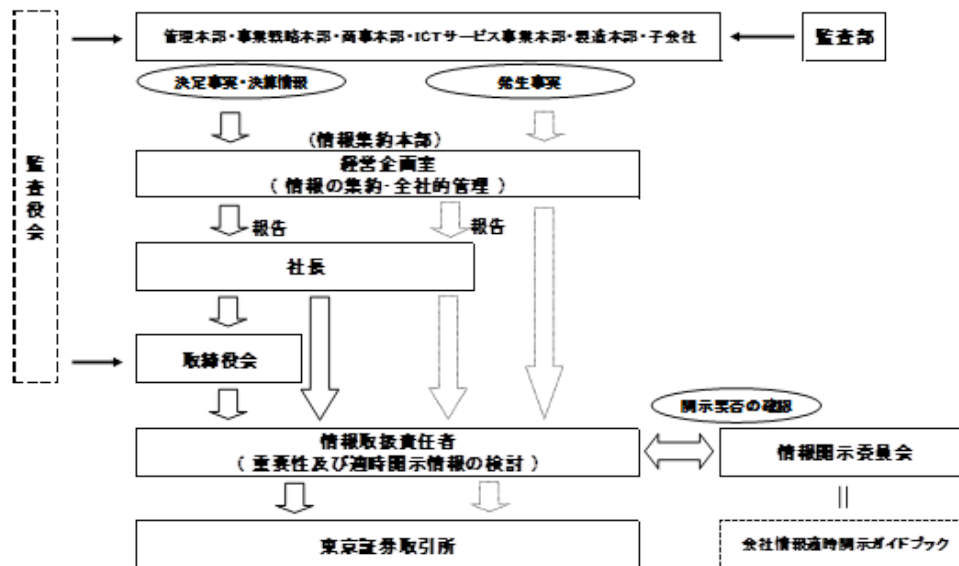 管理本部・事業戦略本部・商事本部・ICTサービス事業本部・製造本部・子会社
監査部
決定事実・決算情報
発生事実
(情報集約本部)
監査役会
経営企画室
( 情報の集約・全社的管理 )
報告
報告
社長
取締役会
開示要否の確認
情報取扱責任者
( 重要性及び適時開示情報の検討 )
情報開示委員会
東京証券取引所
会社情報適時開示ガイドブック